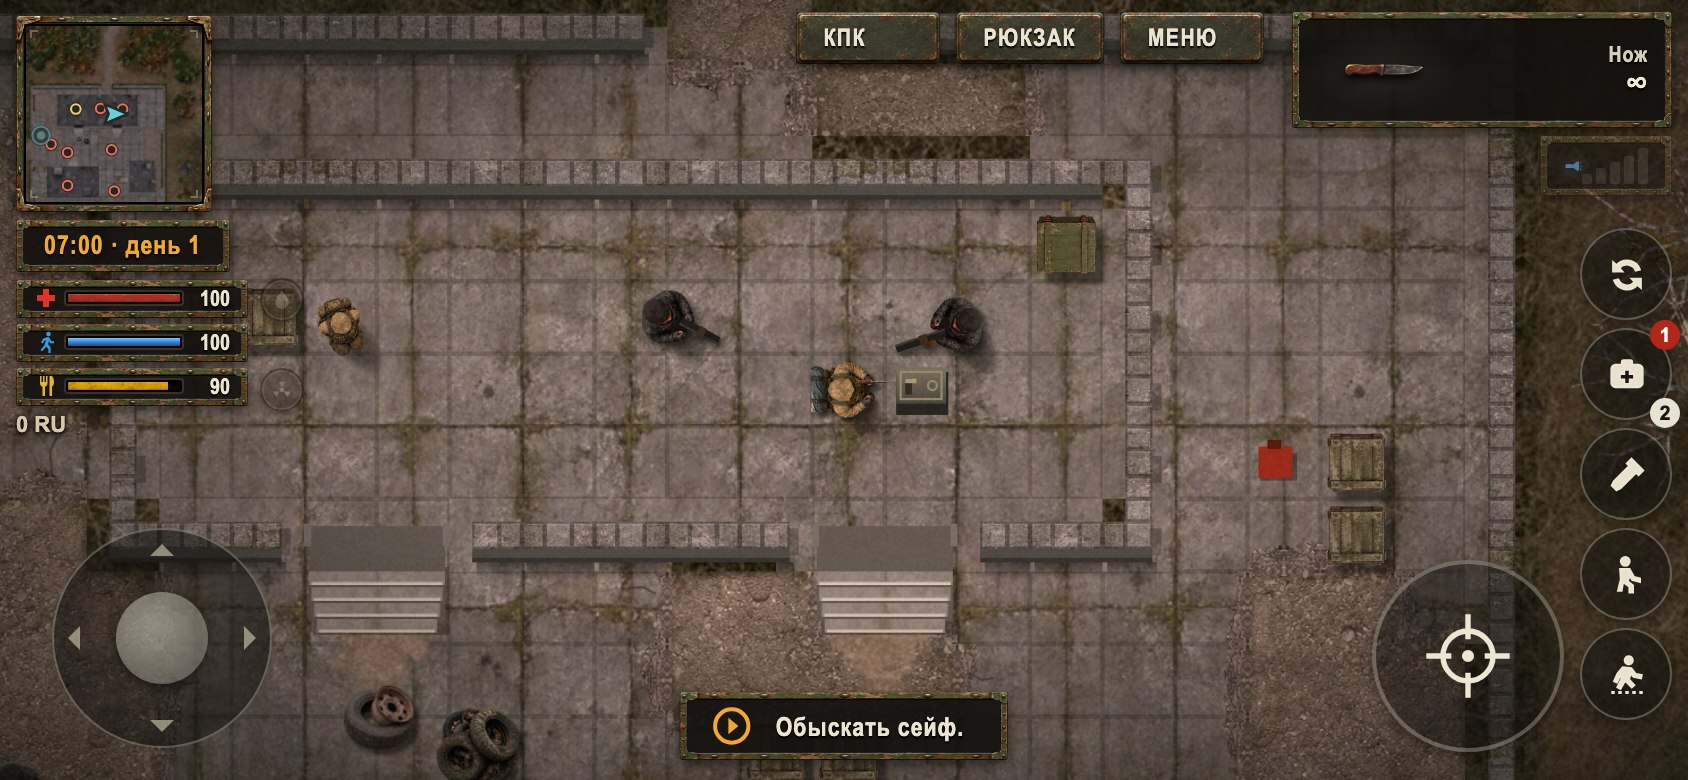 КПК
РЮКЗАК
МЕНЮ
Нож
∞
07:00 · день 1
100
100
90
0 RU
1
2
Обыскать сейф.